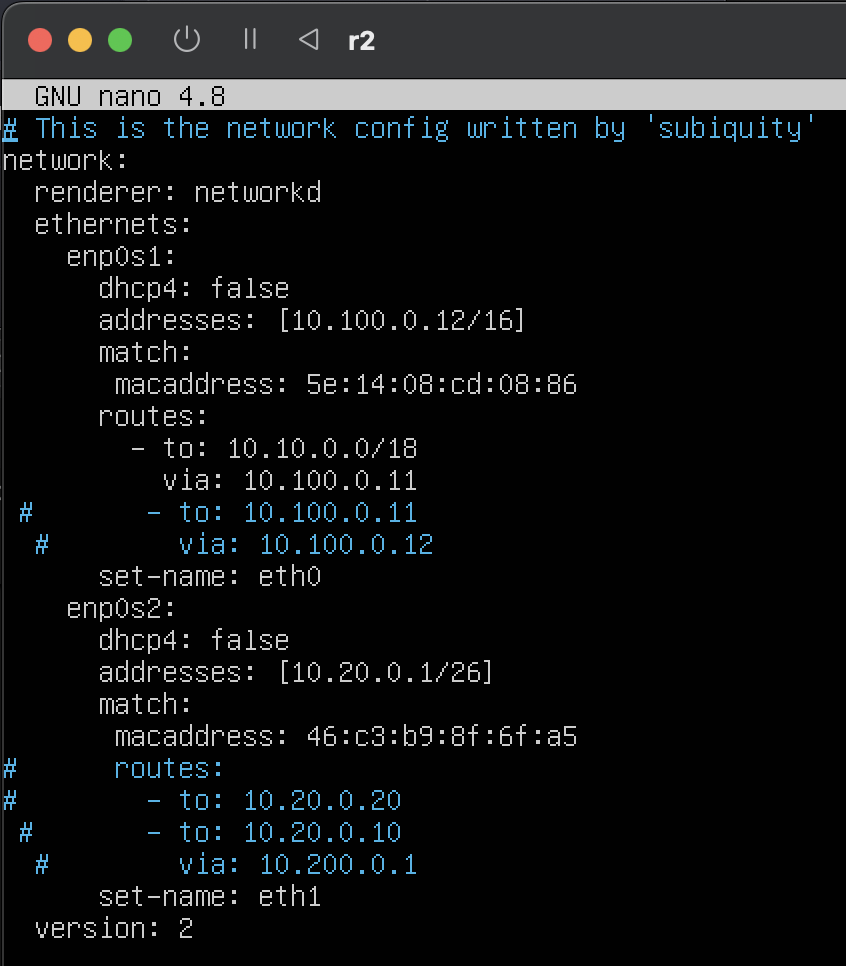 r2
GNU nano 4.8
# This is the network config written by 'subiquity'
network:
  renderer: networkd
  ethernets:
    enp0s1:
      dhcp4: false
      addresses: [10.100.0.12/16]
      match:
       macaddress: 5e:14:08:cd:08:86
      routes:
        - to: 10.10.0.0/18
          via: 10.100.0.11
 #       - to: 10.100.0.11
  #        via: 10.100.0.12
      set-name: eth0
    enp0s2:
      dhcp4: false
      addresses: [10.20.0.1/26]
      match:
       macaddress: 46:c3:b9:8f:6f:a5
#      routes:
#        - to: 10.20.0.20
 #       - to: 10.20.0.10
  #        via: 10.200.0.1
      set-name: eth1
  version: 2